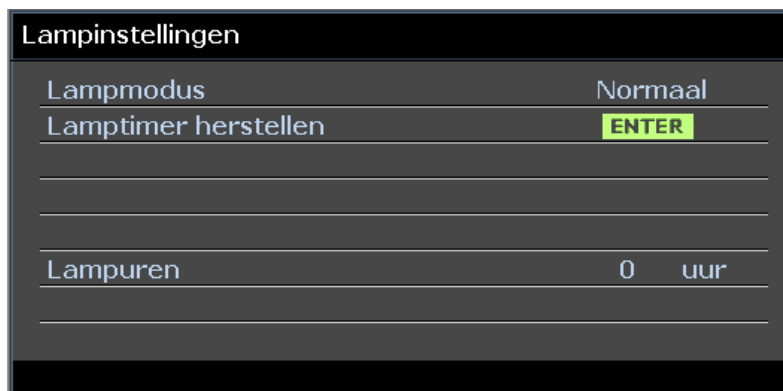 Lampinstellingen
Lampmodus Normaal
Lamptimer herstellen ENTER
Lampuren 0 uur